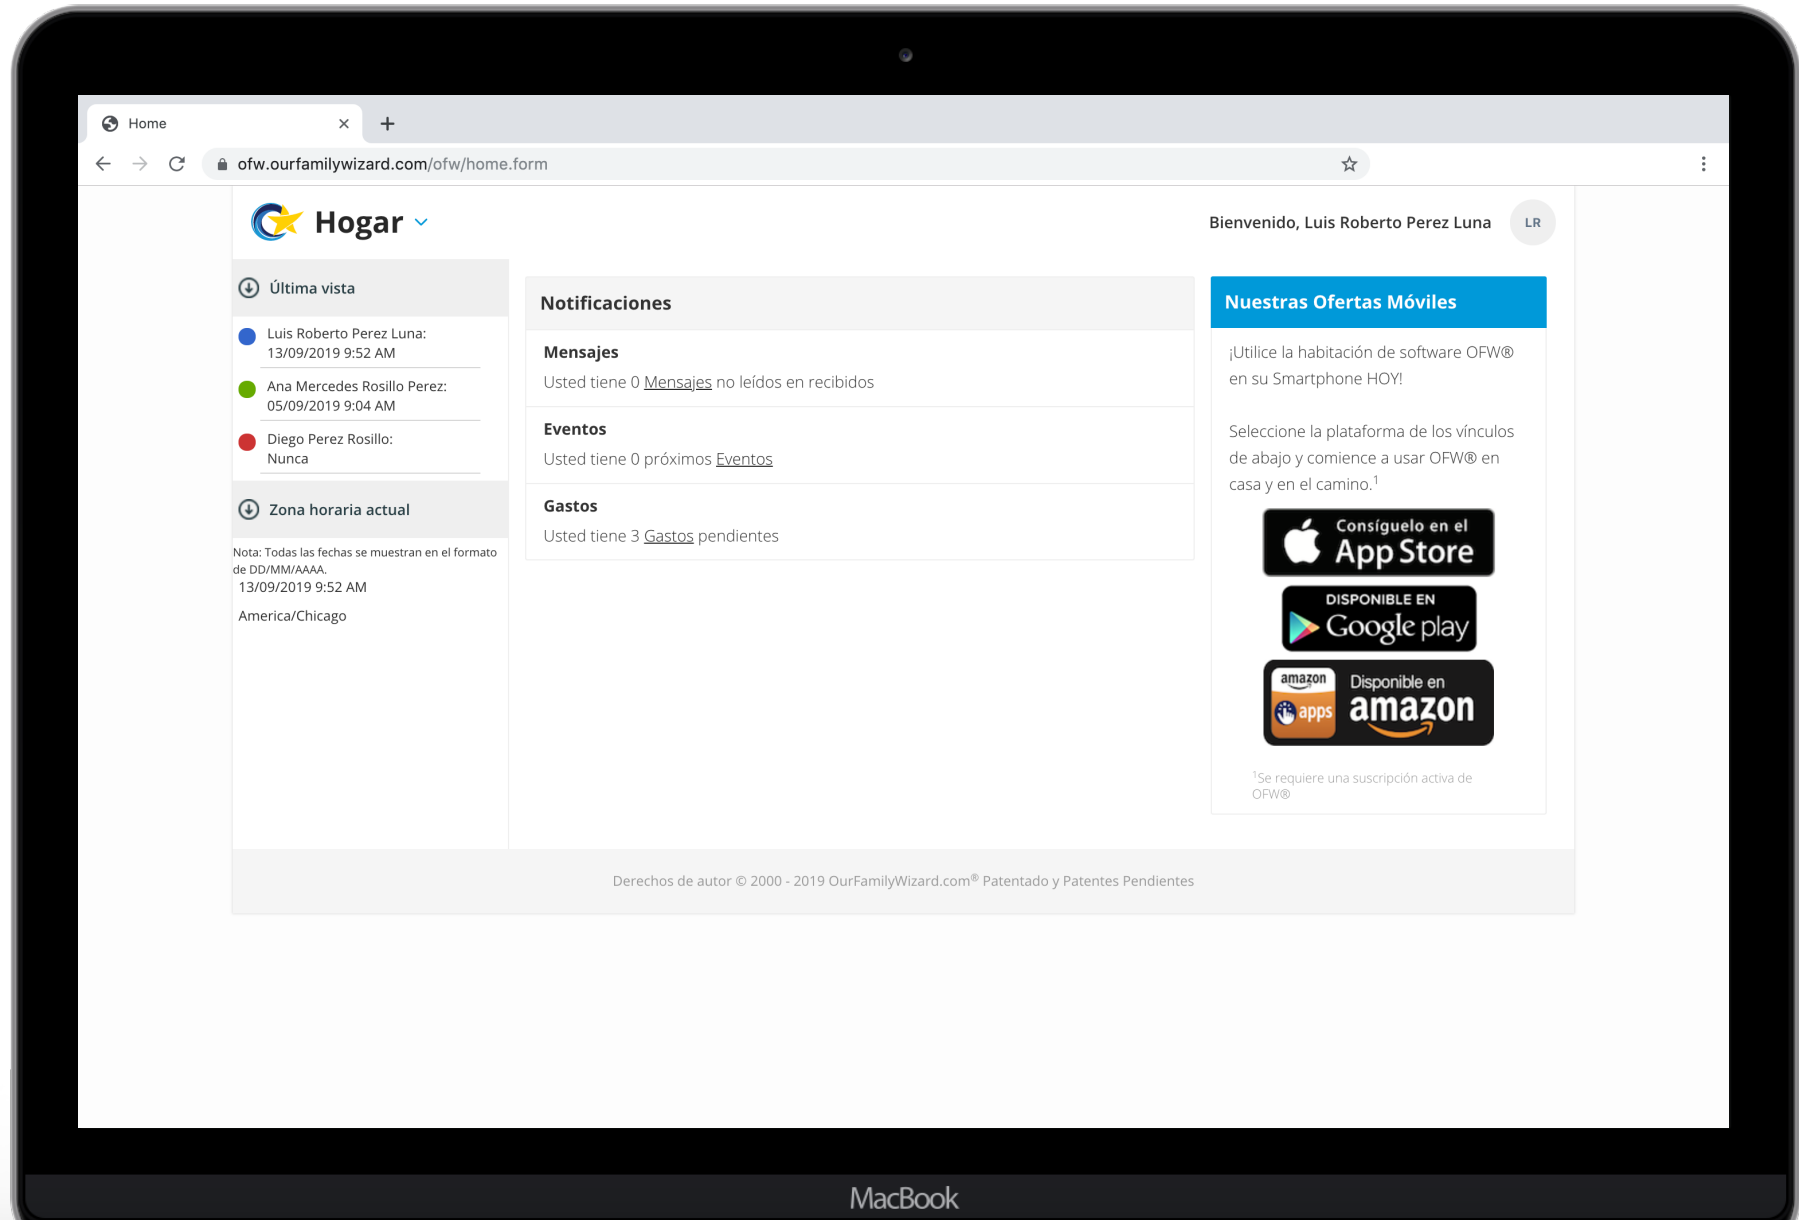 Home
ofw.ourfamilywizard.com/ofw/home.form
Hogar
Bienvenido, Luis Roberto Perez Luna
LR
Última vista
Luis Roberto Perez Luna:
13/09/2019 9:52 AM
Ana Mercedes Rosillo Perez:
05/09/2019 9:04 AM
Diego Perez Rosillo:
Nunca
Zona horaria actual
Nota: Todas las fechas se muestran en el formato
de DD/MM/AAAA.
13/09/2019 9:52 AM
America/Chicago
Notificaciones
Mensajes
Usted tiene 0 Mensajes no leídos en recibidos
Eventos
Usted tiene 0 próximos Eventos
Gastos
Usted tiene 3 Gastos pendientes
Nuestras Ofertas Móviles
¡Utilice la habitación de software OFW®
en su Smartphone HOY!
Seleccione la plataforma de los vínculos
de abajo y comience a usar OFW® en
casa y en el camino.1
Consíguelo en el
App Store
DISPONIBLE EN
Google play
amazon
apps
Disponible en
amazon
1Se requiere una suscripción activa de
OFW®
Derechos de autor © 2000 - 2019 OurFamilyWizard.com® Patentado y Patentes Pendientes
MacBook